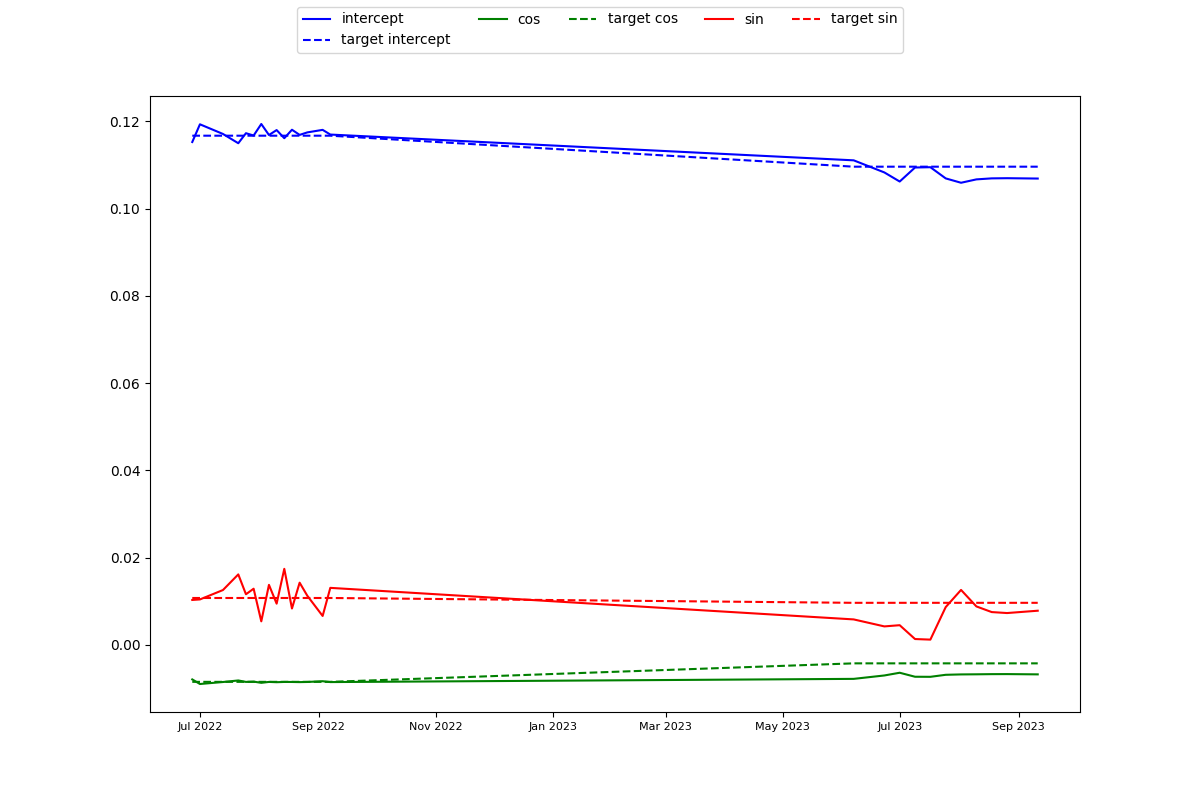 intercept
cos
target cos
sin
target sin
target intercept
0.12
0.10
0.08
0.06
0.04
0.02
0.00
Jul 2022
Sep 2022
Nov 2022
Jan 2023
Mar 2023
May 2023
Jul 2023
Sep 2023